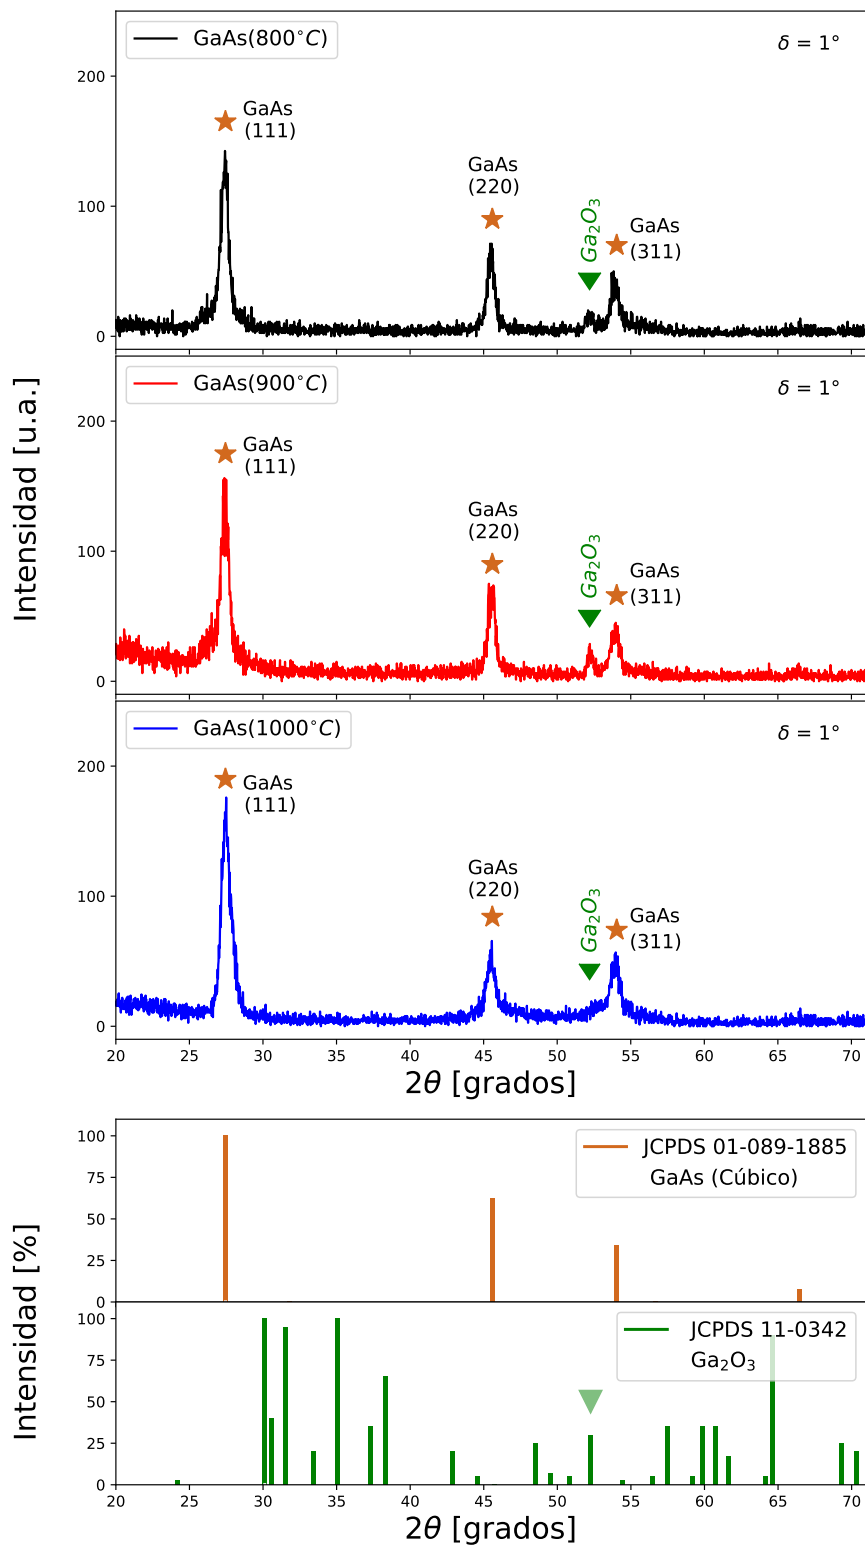 GaAs(800°C)
δ = 1°
GaAs
(111)
GaAs
(220)
Ga₂O₃
GaAs
(311)
200
100
0
GaAs(900°C)
δ = 1°
GaAs
(111)
GaAs
(220)
Ga₂O₃
GaAs
(311)
200
100
0
Intensidad [u.a.]
GaAs(1000°C)
δ = 1°
GaAs
(111)
GaAs
(220)
Ga₂O₃
GaAs
(311)
200
100
0
20 25 30 35 40 45 50 55 60 65 70
2θ [grados]
JCPDS 01-089-1885
GaAs (Cúbico)
100
75
50
25
0
Intensidad [%]
JCPDS 11-0342
Ga₂O₃
100
75
50
25
0
20 25 30 35 40 45 50 55 60 65 70
2θ [grados]